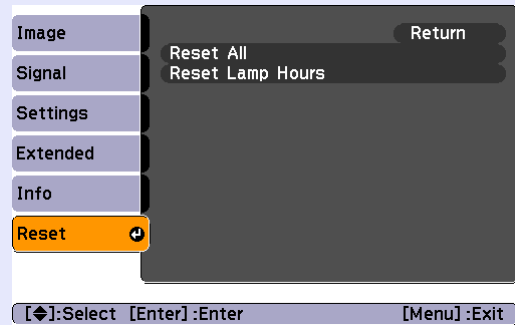 Image
Signal
Settings
Extended
Info
Reset
Return
Reset All
Reset Lamp Hours
[◆]:Select [Enter]:Enter [Menu]:Exit